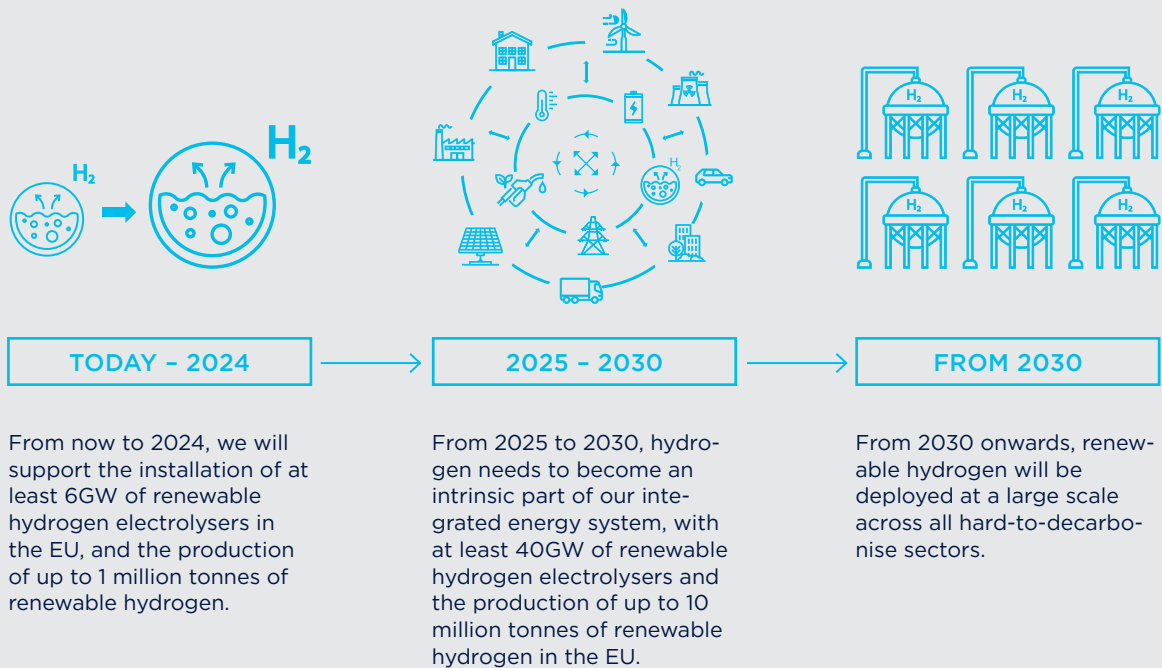 H₂
H₂
H₂
H₂
H₂
H₂
H₂
H₂
H₂
TODAY – 2024
2025 – 2030
FROM 2030
From now to 2024, we will
support the installation of at
least 6GW of renewable
hydrogen electrolysers in
the EU, and the production
of up to 1 million tonnes of
renewable hydrogen.
From 2025 to 2030, hydro-
gen needs to become an
intrinsic part of our inte-
grated energy system, with
at least 40GW of renewable
hydrogen electrolysers and
the production of up to 10
million tonnes of renewable
hydrogen in the EU.
From 2030 onwards, renew-
able hydrogen will be
deployed at a large scale
across all hard-to-decarbo-
nise sectors.